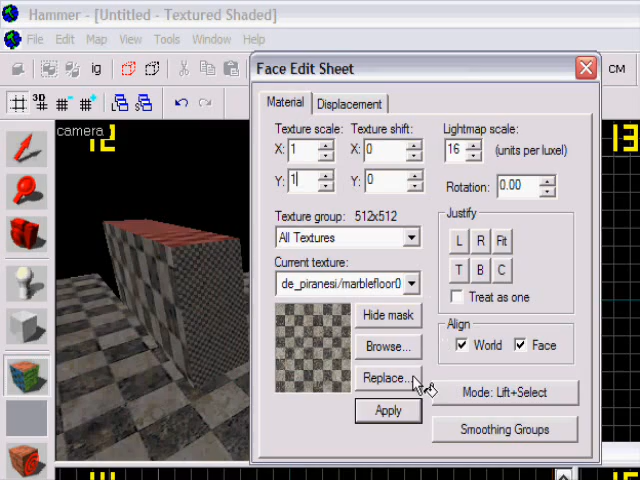 Hammer - [Untitled - Textured Shaded]
File Edit Map View Tools Window Help
ig
CM
3D
camera
12
13
Face Edit Sheet
Material Displacement
Texture scale: Texture shift: Lightmap scale:
X: 1 X: 0 16 (units per luxel)
Y: 1 Y: 0 Rotation: 0.00
Texture group: 512x512
All Textures
Justify
L R Fit
T B C
Treat as one
Current texture:
de_piranesi/marblefloor0
Hide mask
Browse...
Replace...
Apply
Align
World Face
Mode: Lift+Select
Smoothing Groups